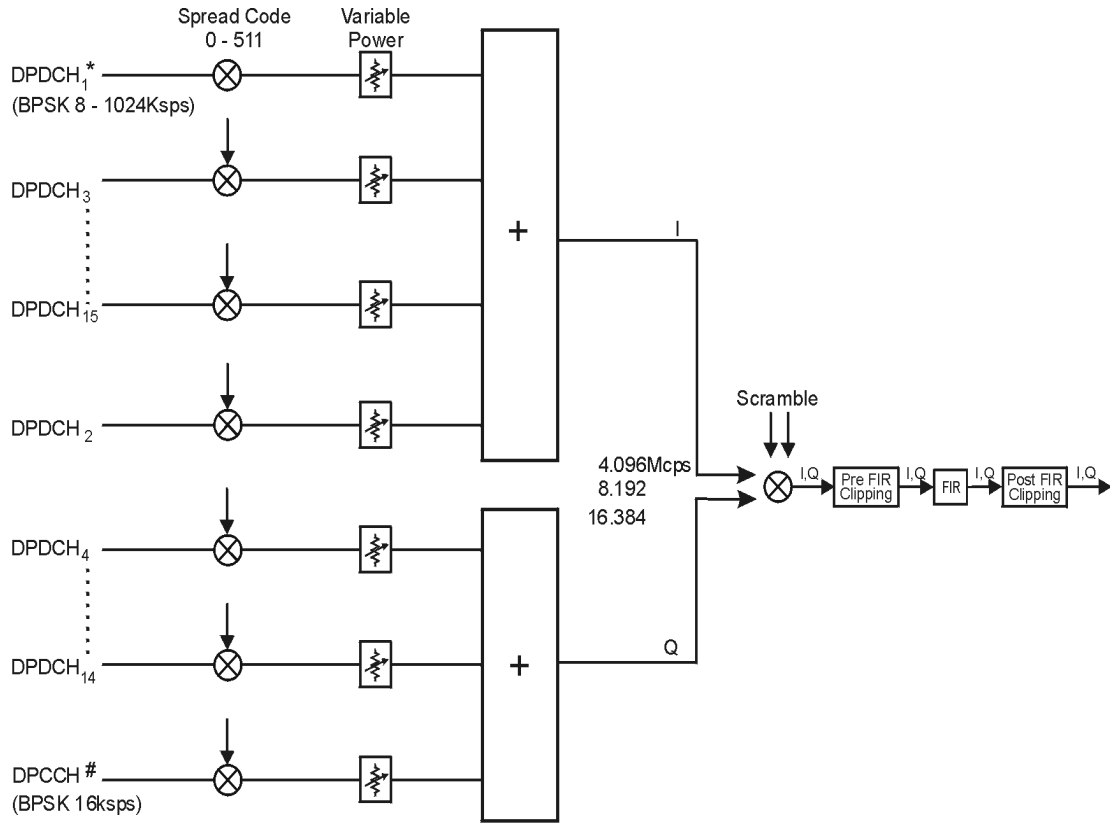 Spread Code
0 - 511
Variable
Power
DPDCH1*
(BPSK 8 - 1024Ksps)
DPDCH3
DPDCH15
DPDCH2
+
I
Scramble
4.096Mcps
8.192
16.384
I,Q
Pre FIR
Clipping
I,Q
FIR
I,Q
Post FIR
Clipping
I,Q
DPDCH4
DPDCH14
+
Q
DPCCH #
(BPSK 16ksps)